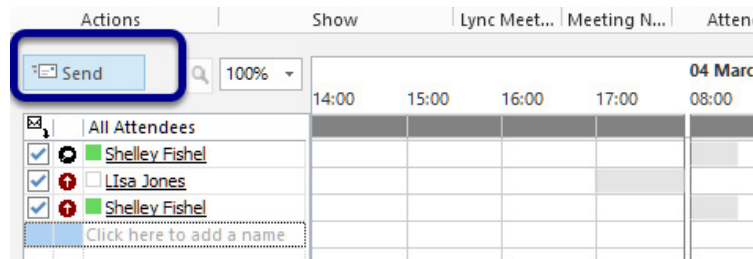 Actions Show Lync Meet... Meeting N... Atten
Send 100%
04 Marc
14:00 15:00 16:00 17:00 08:00
All Attendees
Shelley Fishel
LIsa Jones
Shelley Fishel
Click here to add a name